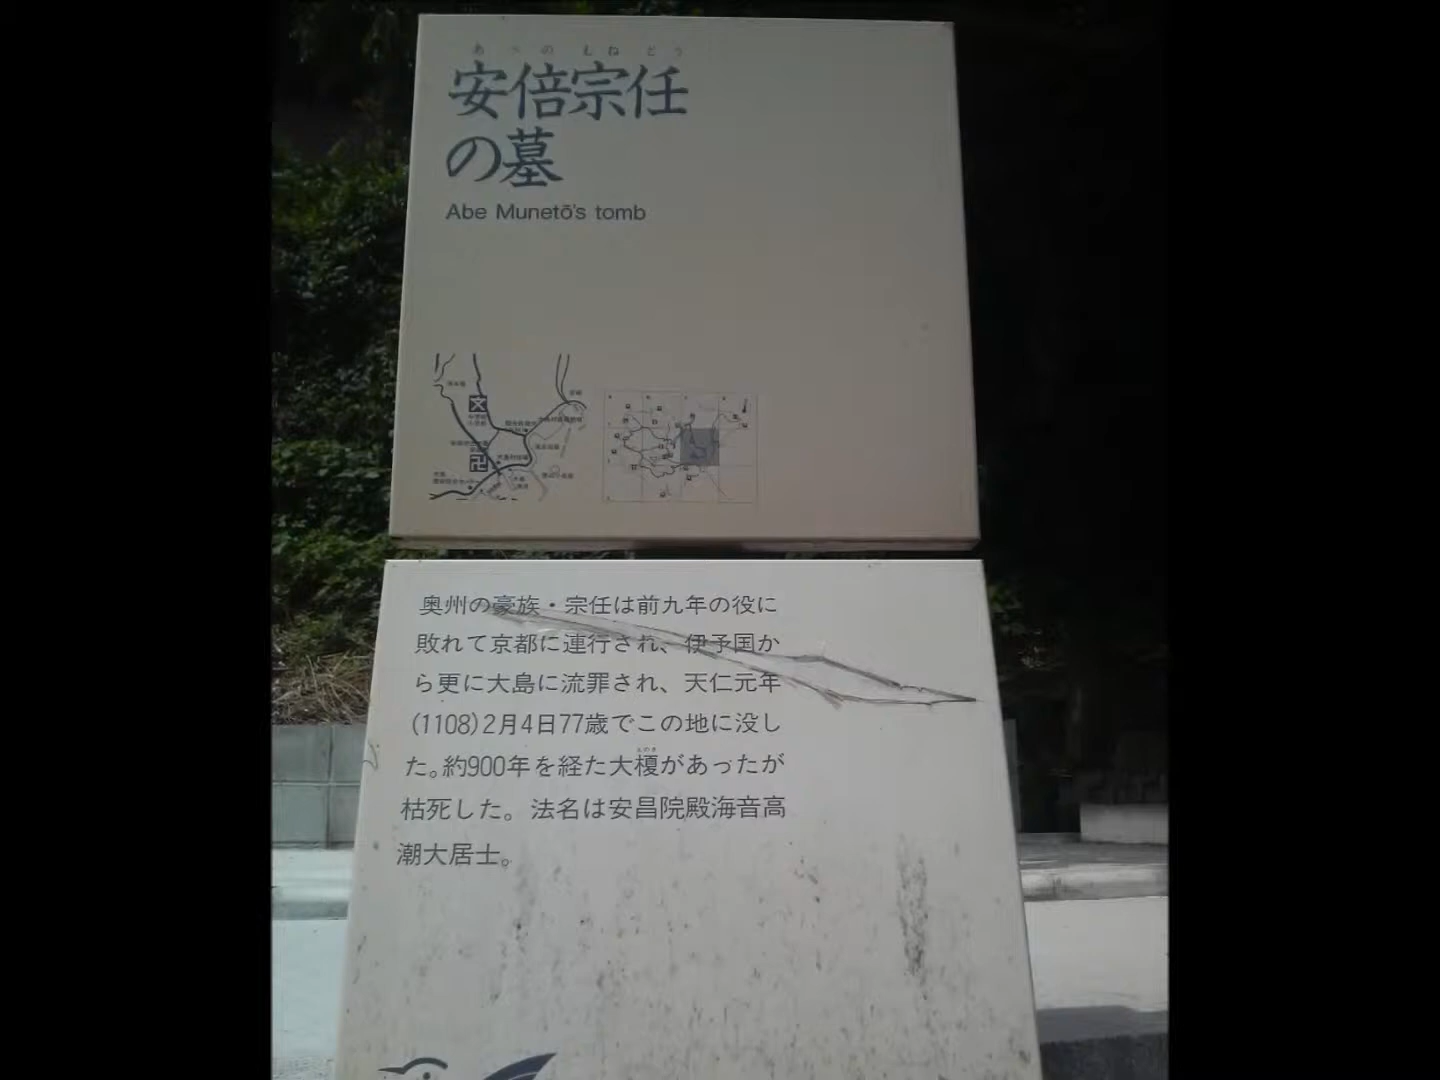 あべのむねとう
安倍宗任
の墓
Abe Munetō's tomb
文
卍
奥州の豪族・宗任は前九年の役に
敗れて京都に連行され、伊予国か
ら更に大島に流罪され、天仁元年
(1108)2月4日77歳でこの地に没し
た。約900年を経た大榎があったが
えのき
枯死した。法名は安昌院殿海音高
潮大居士。